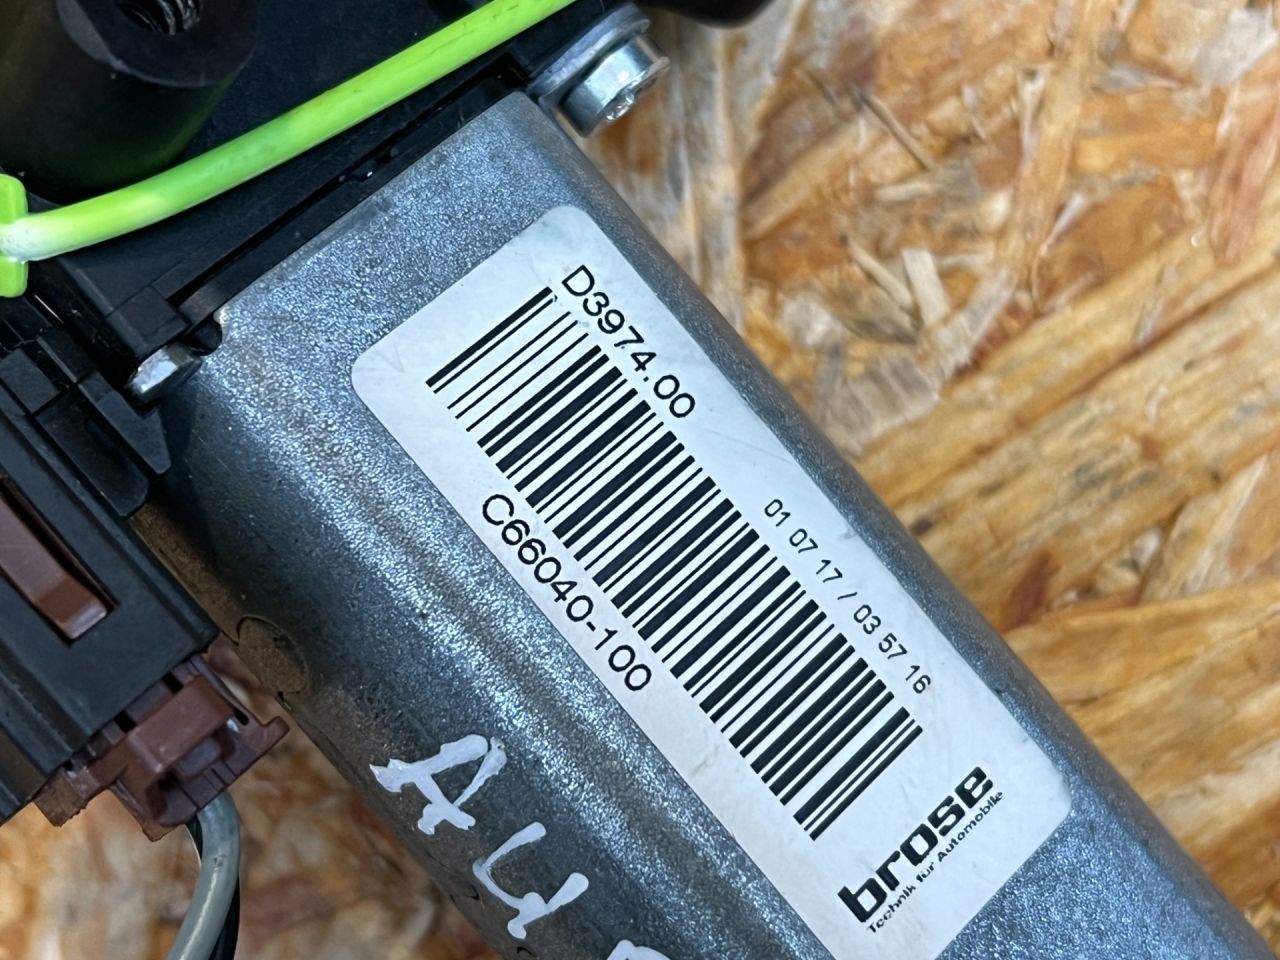 D3974.00
01 07 17 / 03 57 16
C66040-100
brose
Technik für Automobile